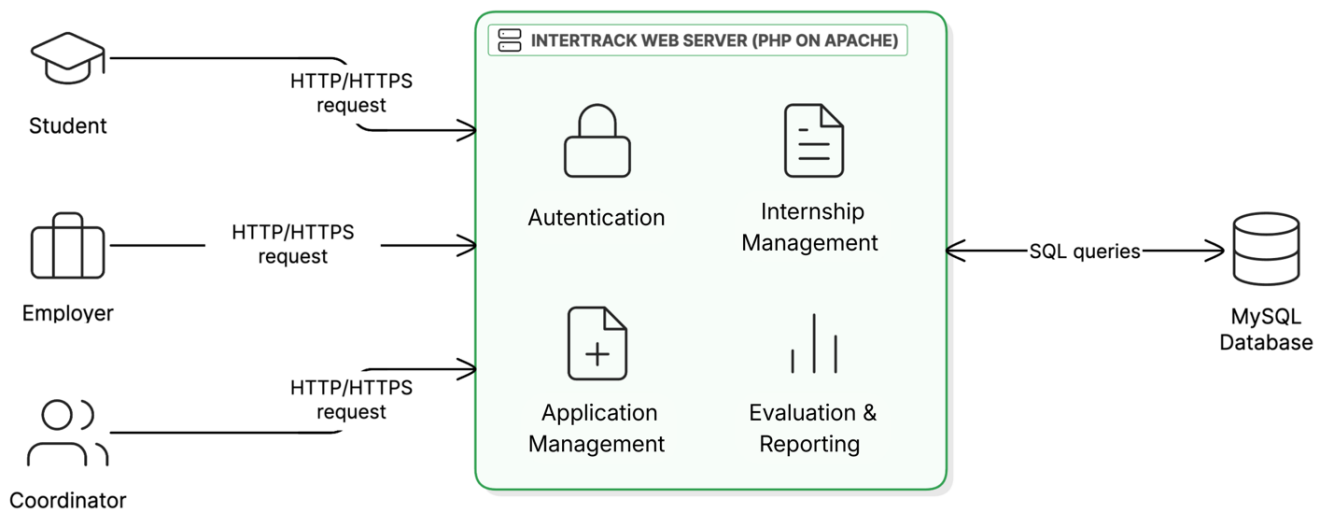 INTERTRACK WEB SERVER (PHP ON APACHE)
HTTP/HTTPS
request
Student
Autentication
Internship
Management
HTTP/HTTPS
request
Employer
SQL queries
MySQL
Database
HTTP/HTTPS
request
Application
Management
Evaluation &
Reporting
Coordinator